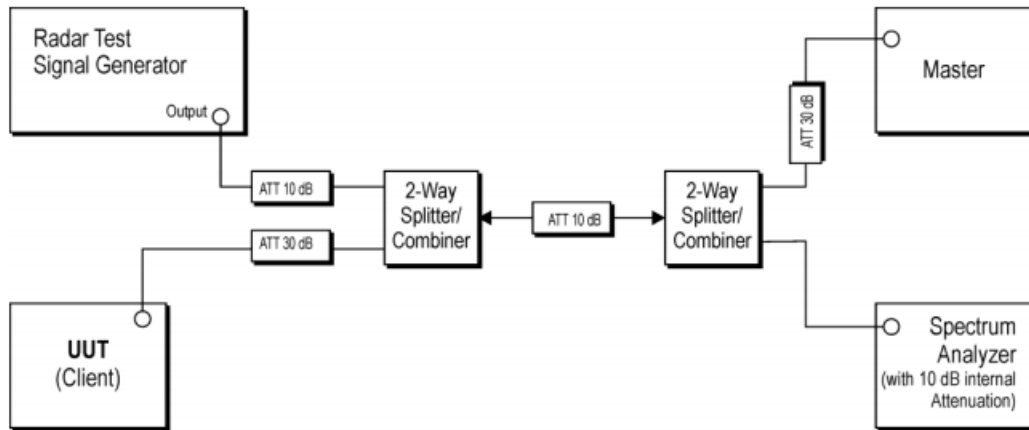 Radar Test
Signal Generator
Output
ATT 10 dB
2-Way
Splitter/
Combiner
ATT 30 dB
UUT
(Client)
ATT 10 dB
2-Way
Splitter/
Combiner
ATT 30 dB
Master
Spectrum
Analyzer
(with 10 dB internal
Attenuation)